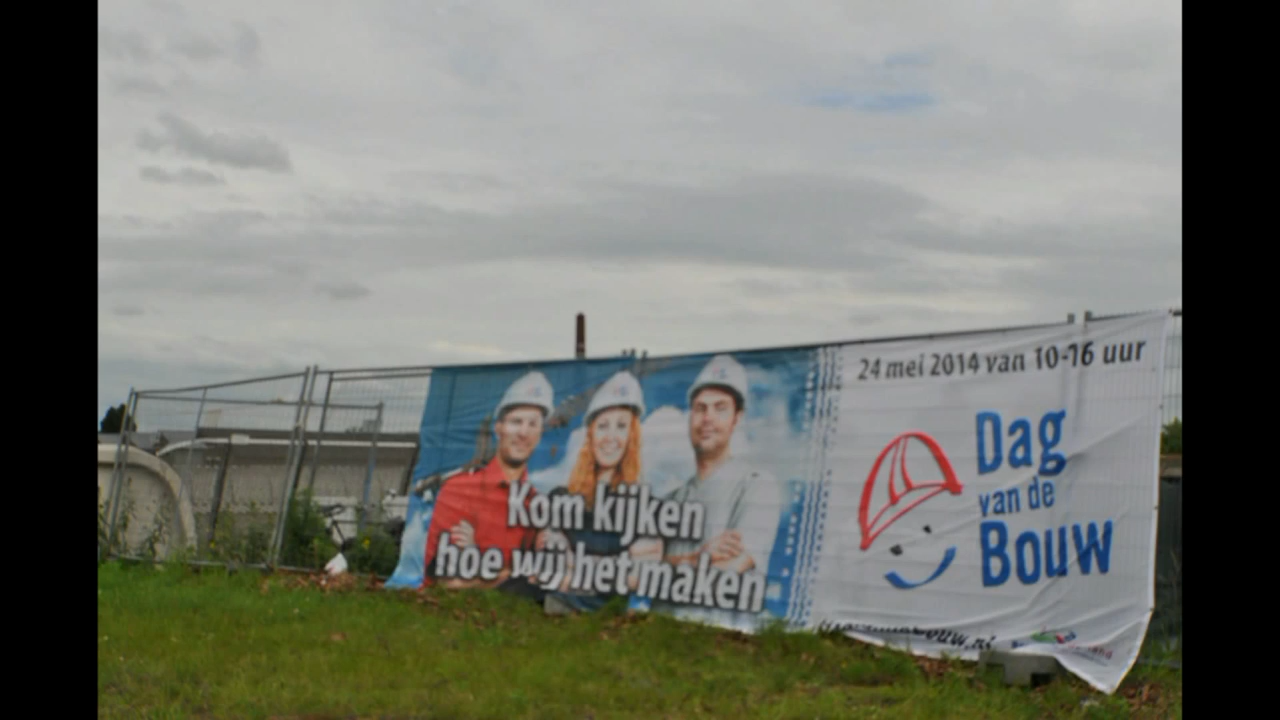 Kom kijken
hoe wij het maken
24 mei 2014 van 10-16 uur
Dag
van de
Bouw